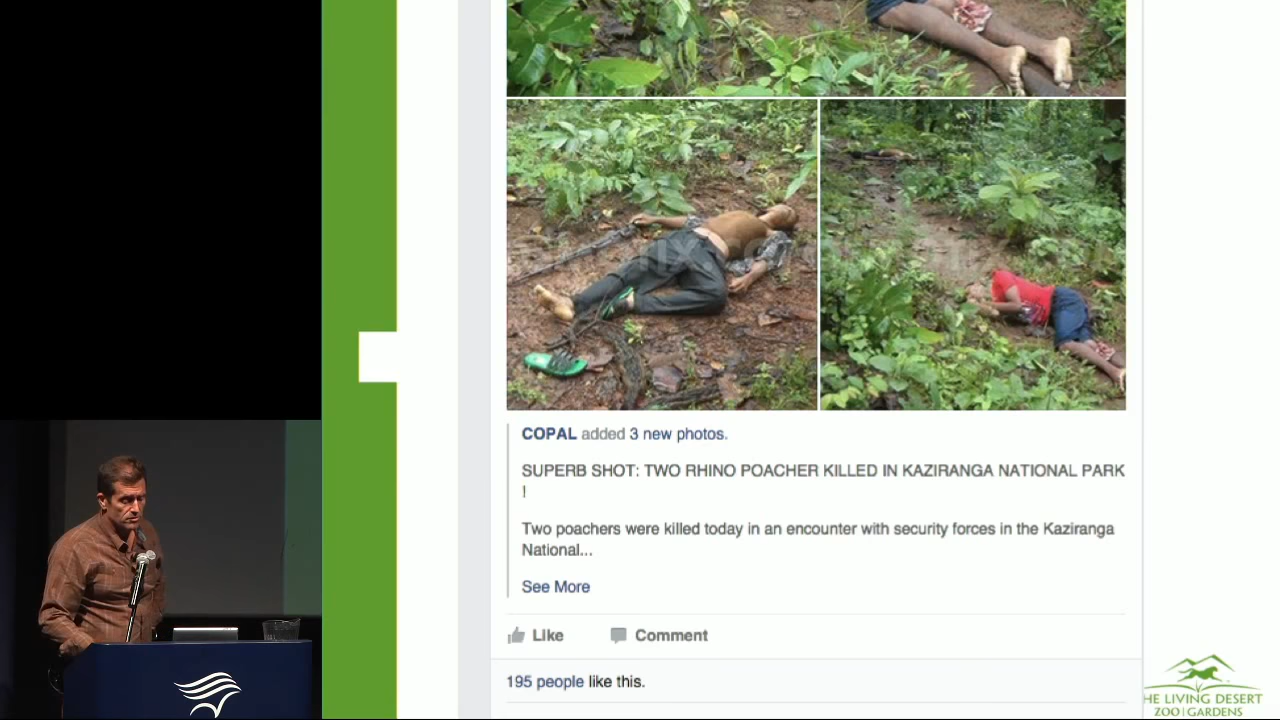 COPAL added 3 new photos.
SUPERB SHOT: TWO RHINO POACHER KILLED IN KAZIRANGA NATIONAL PARK
!
Two poachers were killed today in an encounter with security forces in the Kaziranga
National...
See More
Like Comment
195 people like this.
HE LIVING DESERT
ZOO | GARDENS